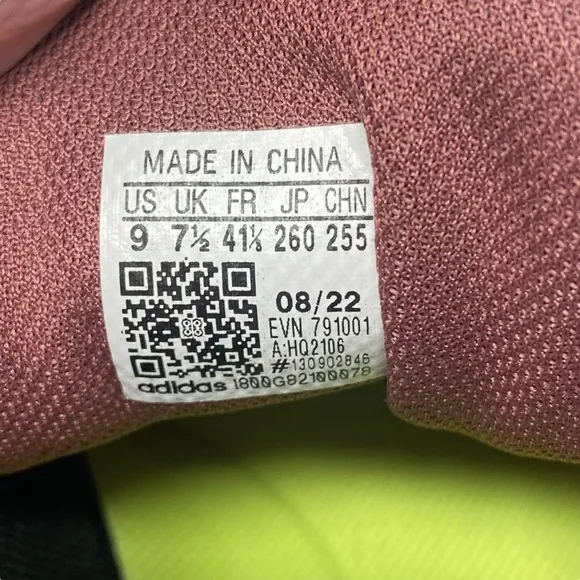 MADE IN CHINA
US UK FR JP CHN
9 7½ 41⅓ 260 255
08/22
EVN 791001
A:HQ2106
#130902846
adidas 1800G82100078